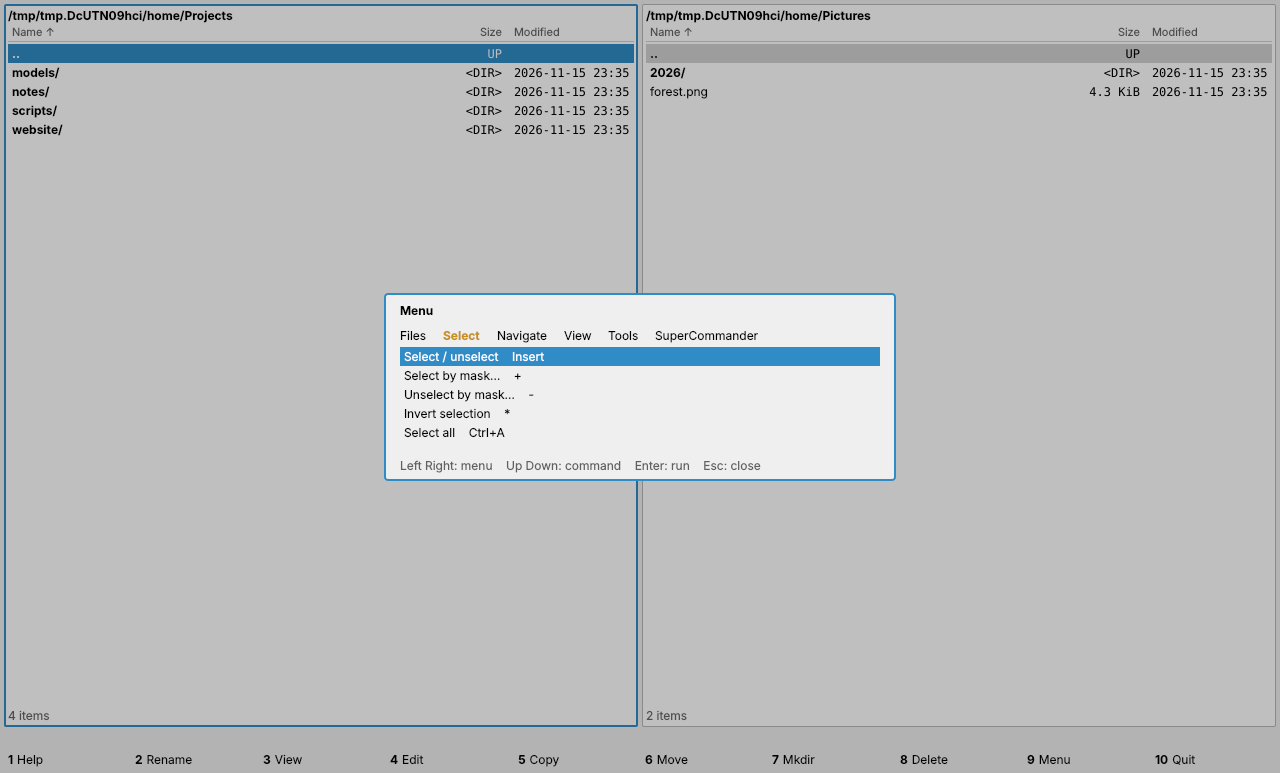 /tmp/tmp.DcUTN09hci/home/Projects
Name ↑ Size Modified
.. UP
models/ <DIR> 2026-11-15 23:35
notes/ <DIR> 2026-11-15 23:35
scripts/ <DIR> 2026-11-15 23:35
website/ <DIR> 2026-11-15 23:35
4 items
/tmp/tmp.DcUTN09hci/home/Pictures
Name ↑ Size Modified
.. UP
2026/ <DIR> 2026-11-15 23:35
forest.png 4.3 KiB 2026-11-15 23:35
2 items
Menu
Files Select Navigate View Tools SuperCommander
Select / unselect Insert
Select by mask... +
Unselect by mask... -
Invert selection *
Select all Ctrl+A
Left Right: menu Up Down: command Enter: run Esc: close
1 Help 2 Rename 3 View 4 Edit 5 Copy 6 Move 7 Mkdir 8 Delete 9 Menu 10 Quit